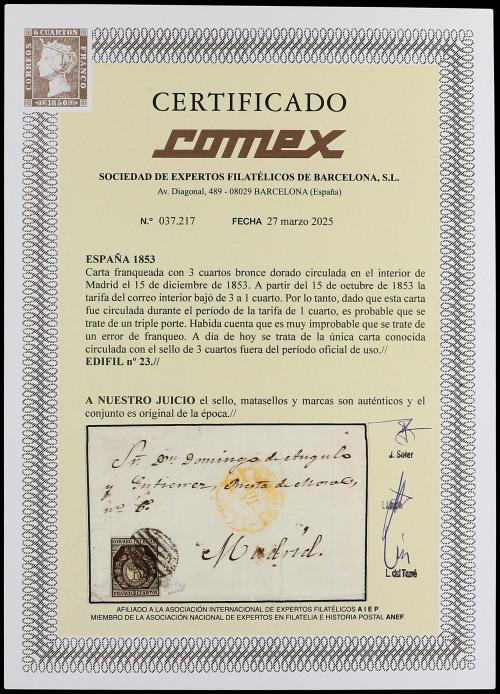 6 CUARTOS
CORREOS
FRANCO
1850
CERTIFICADO
comex
SOCIEDAD DE EXPERTOS FILATÉLICOS DE BARCELONA, S.L.
Av. Diagonal, 489 - 08029 BARCELONA (España)
N.º 037.217 FECHA 27 marzo 2025
ESPAÑA 1853
Carta franqueada con 3 cuartos bronce dorado circulada en el interior de
Madrid el 15 de diciembre de 1853. A partir del 15 de octubre de 1853 la
tarifa del correo interior bajó de 3 a 1 cuarto. Por lo tanto, dado que esta carta
fue circulada durante el período de la tarifa de 1 cuarto, es probable que se
trate de un triple porte. Habida cuenta que es muy improbable que se trate de
un error de franqueo. A día de hoy se trata de la única carta conocida
circulada con el sello de 3 cuartos fuera del período oficial de uso.//
EDIFIL nº 23.//
A NUESTRO JUICIO el sello, matasellos y marcas son auténticos y el
conjunto es original de la época.//
Sr. Dn. Domingo de Angulo
y Gutierrez,
nº 6.
Madrid.
CORREO INTERIOR
FRANCO 3 CUARTOS
J. Soler
L. del Tamé
AFILIADO A LA ASOCIACIÓN INTERNACIONAL DE EXPERTOS FILATÉLICOS A I E P.
MIEMBRO DE LA ASOCIACIÓN NACIONAL DE EXPERTOS EN FILATELIA E HISTORIA POSTAL ANEF.